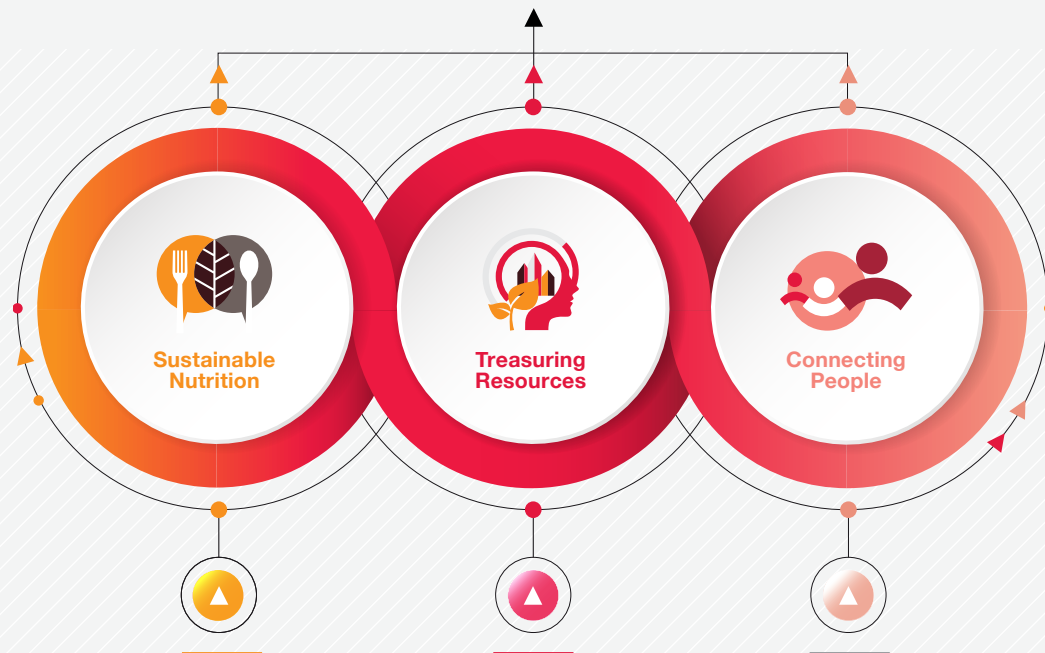 Sustainable
Nutrition
Treasuring
Resources
Connecting
People